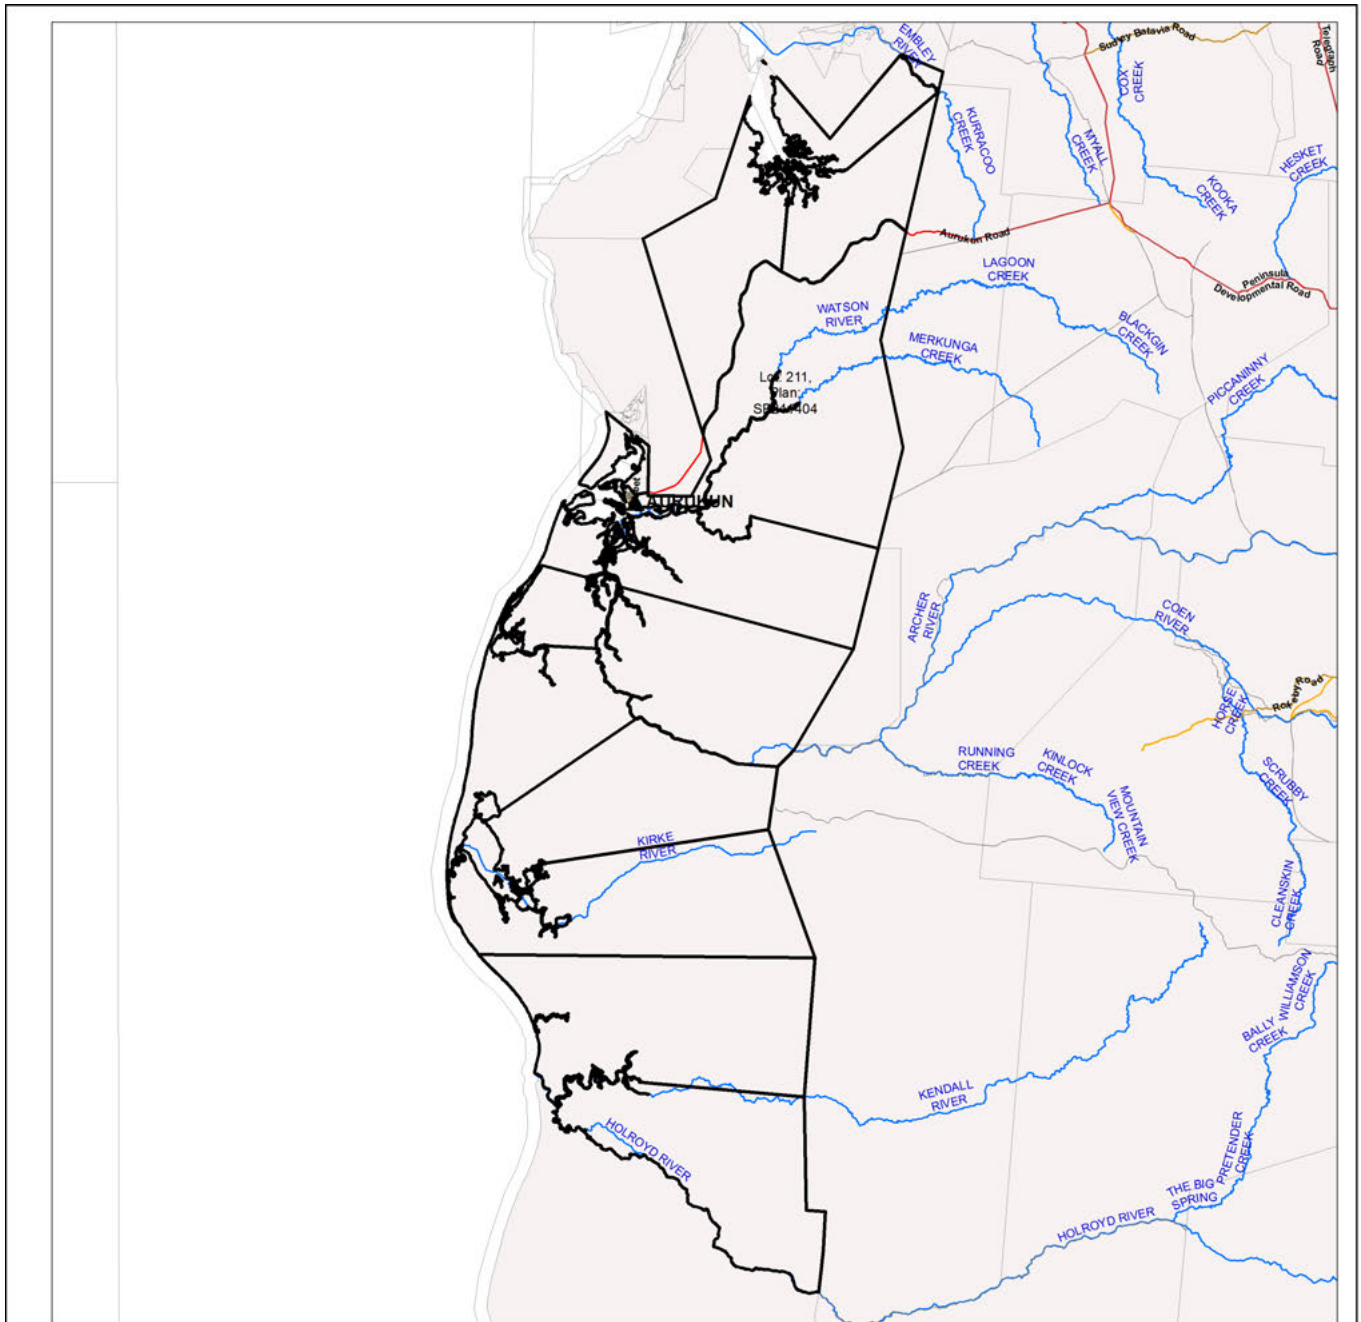 EMBLEY
RIVER
Sudley Batavia Road
Telegraph
Road
COX
CREEK
KURRACOO
CREEK
MYALL
CREEK
HESKET
CREEK
KOOKA
CREEK
Aurukun Road
LAGOON
CREEK
Peninsula
Developmental Road
WATSON
RIVER
MERKUNGA
CREEK
BLACKGIN
CREEK
PICCANINNY
CREEK
Lot: 211,
Plan:
AURUKUN
ARCHER
RIVER
COEN
RIVER
Rokeby Road
HORSE
CREEK
RUNNING
CREEK
KINLOCK
CREEK
SCRUBBY
CREEK
MOUNTAIN
VIEW CREEK
KIRKE
RIVER
CLEANSKIN
CREEK
WILLIAMSON
CREEK
BALLY
CREEK
KENDALL
RIVER
HOLROYD RIVER
PRETENDER
CREEK
THE BIG
SPRING
HOLROYD RIVER